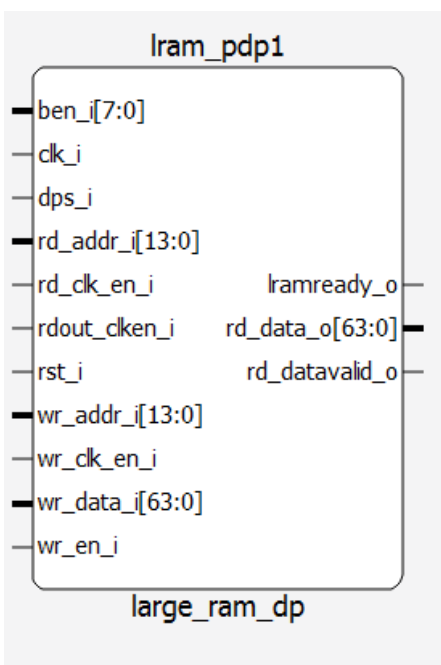 lram_pdp1
ben_i[7:0]
clk_i
dps_i
rd_addr_i[13:0]
rd_clk_en_i lramready_o
rdout_clken_i rd_data_o[63:0]
rst_i rd_datavalid_o
wr_addr_i[13:0]
wr_clk_en_i
wr_data_i[63:0]
wr_en_i
large_ram_dp